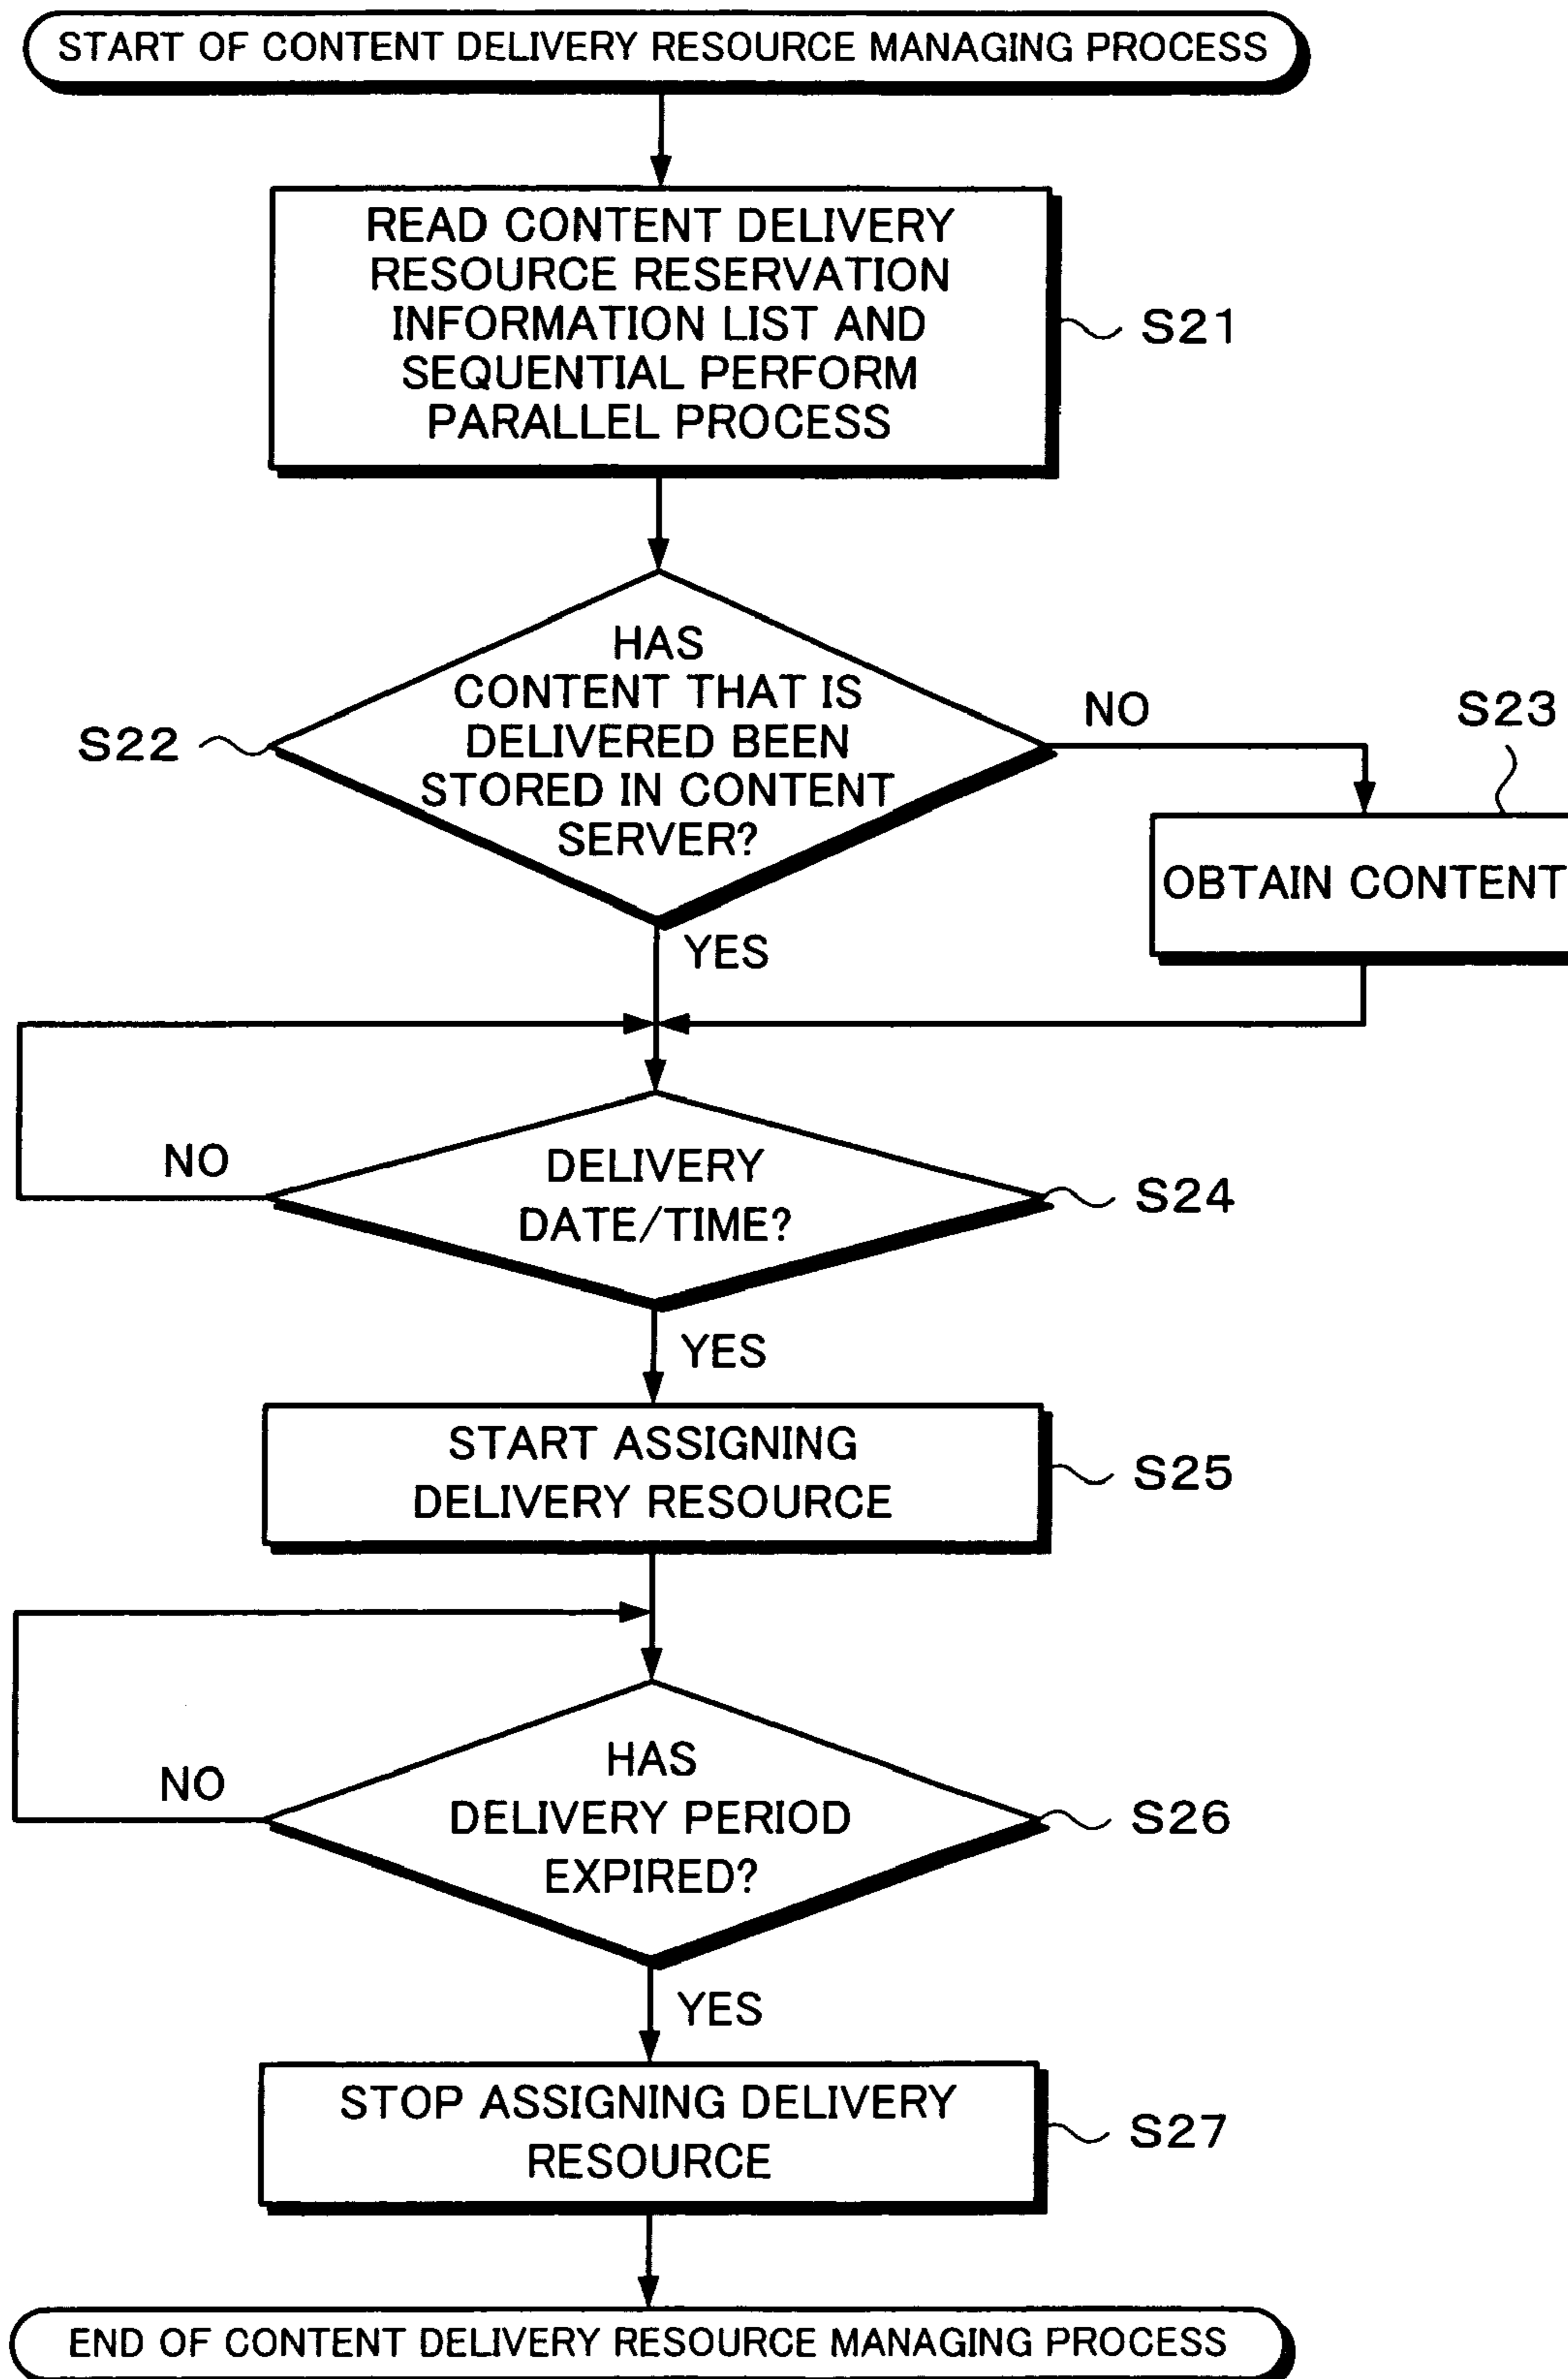 START OF CONTENT DELIVERY RESOURCE MANAGING PROCESS
READ CONTENT DELIVERY
RESOURCE RESERVATION
INFORMATION LIST AND
SEQUENTIAL PERFORM
PARALLEL PROCESS
S21
HAS
CONTENT THAT IS
DELIVERED BEEN
STORED IN CONTENT
SERVER?
S22
NO
S23
OBTAIN CONTENT
YES
NO
DELIVERY
DATE/TIME?
S24
YES
START ASSIGNING
DELIVERY RESOURCE
S25
NO
HAS
DELIVERY PERIOD
EXPIRED?
S26
YES
STOP ASSIGNING DELIVERY
RESOURCE
S27
END OF CONTENT DELIVERY RESOURCE MANAGING PROCESS